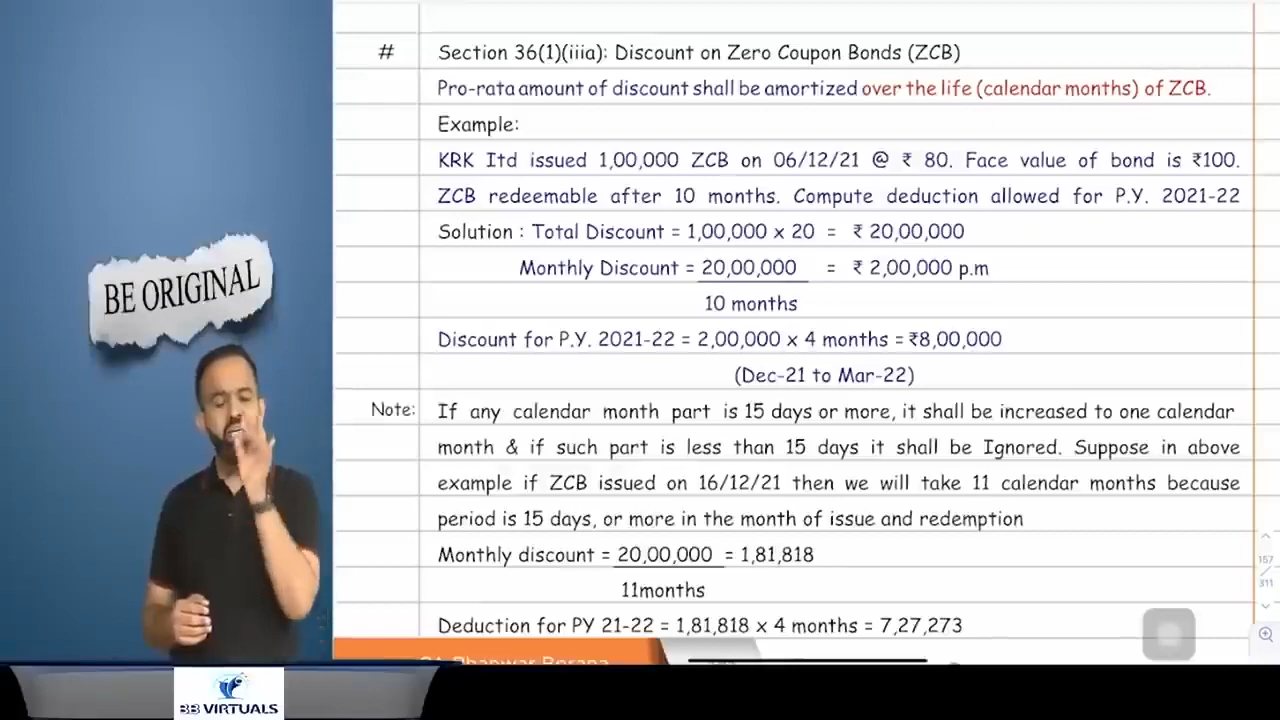 # Section 36(1)(iiia): Discount on Zero Coupon Bonds (ZCB)
Pro-rata amount of discount shall be amortized over the life (calendar months) of ZCB.
Example:
KRK ltd issued 1,00,000 ZCB on 06/12/21 @ ₹ 80. Face value of bond is ₹100.
ZCB redeemable after 10 months. Compute deduction allowed for P.Y. 2021-22
Solution : Total Discount = 1,00,000 x 20 = ₹ 20,00,000
Monthly Discount = 20,00,000 = ₹ 2,00,000 p.m
10 months
Discount for P.Y. 2021-22 = 2,00,000 x 4 months = ₹8,00,000
(Dec-21 to Mar-22)
Note: If any calendar month part is 15 days or more, it shall be increased to one calendar
month & if such part is less than 15 days it shall be Ignored. Suppose in above
example if ZCB issued on 16/12/21 then we will take 11 calendar months because
period is 15 days, or more in the month of issue and redemption
Monthly discount = 20,00,000 = 1,81,818
11months
Deduction for PY 21-22 = 1,81,818 x 4 months = 7,27,273
BE ORIGINAL
157
/
311
BB VIRTUALS